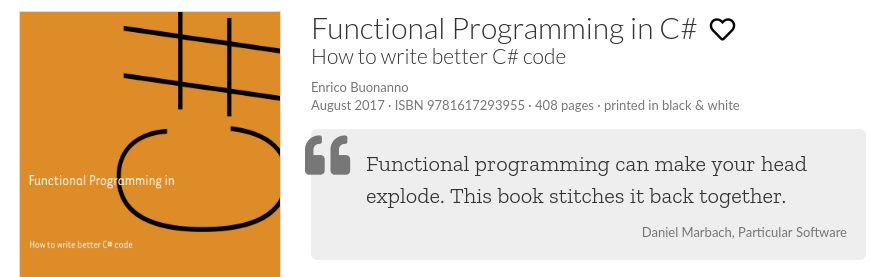 Functional Programming in
How to write better C# code
Functional Programming in C#
How to write better C# code
Enrico Buonanno
August 2017 · ISBN 9781617293955 · 408 pages · printed in black & white
“
Functional programming can make your head
explode. This book stitches it back together.
Daniel Marbach, Particular Software